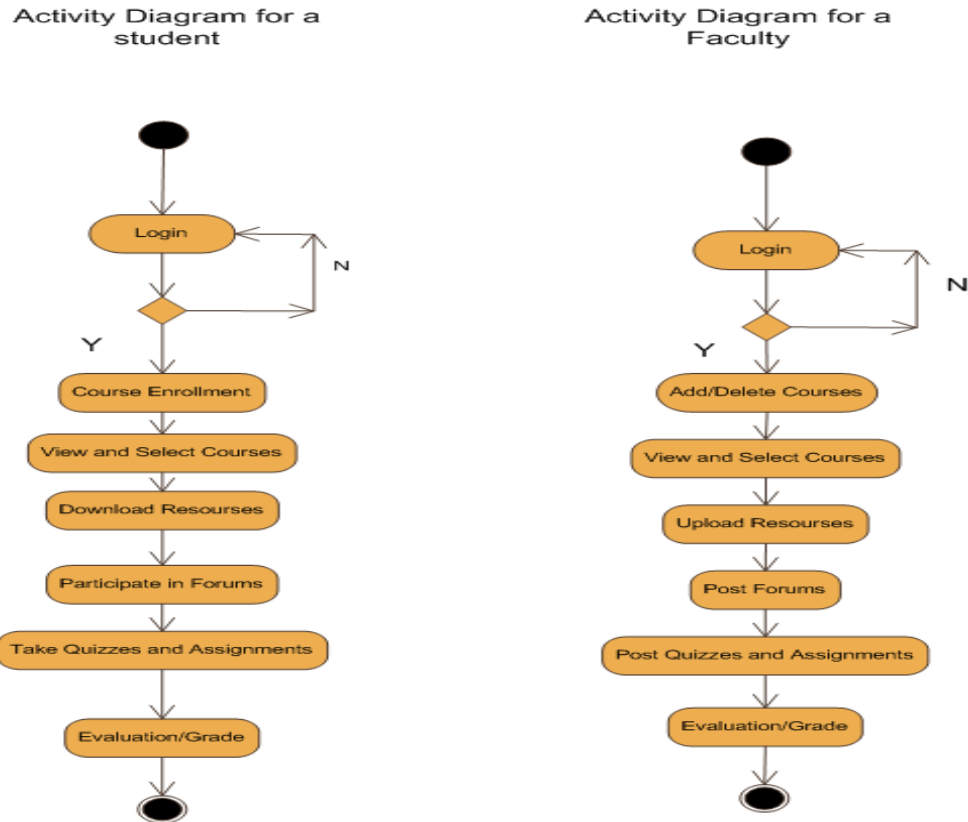 Activity Diagram for a
student
Login
N
Y
Course Enrollment
View and Select Courses
Download Resourses
Participate in Forums
Take Quizzes and Assignments
Evaluation/Grade
Activity Diagram for a
Faculty
Login
N
Y
Add/Delete Courses
View and Select Courses
Upload Resourses
Post Forums
Post Quizzes and Assignments
Evaluation/Grade